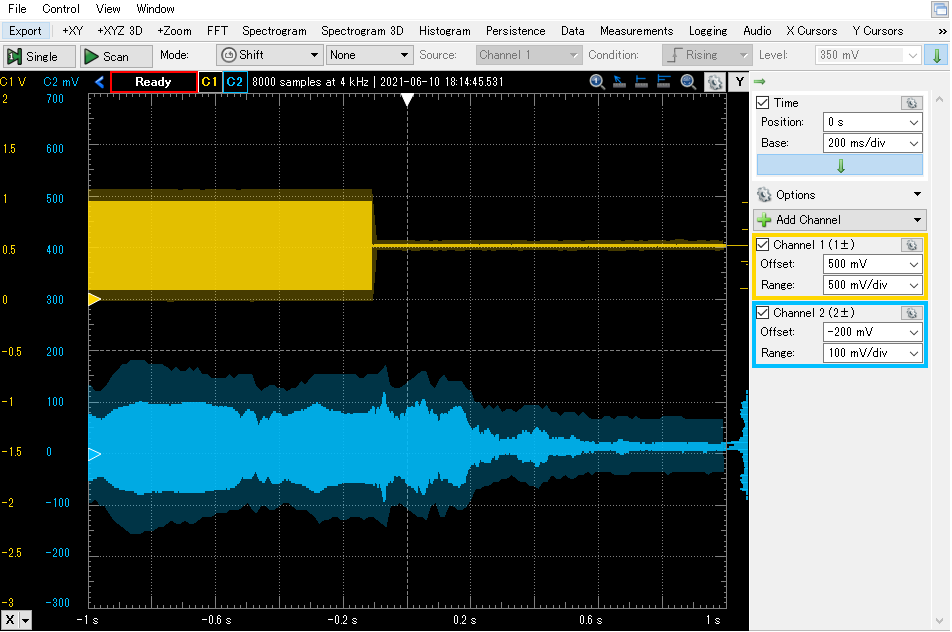 File Control View Window
Export +XY +XYZ 3D +Zoom FFT Spectrogram Spectrogram 3D Histogram Persistence Data Measurements Logging Audio X Cursors Y Cursors »
Single Scan Mode: Shift None Source: Channel 1 Condition: Rising Level: 350 mV
C1 V C2 mV Ready C1 C2 8000 samples at 4 kHz | 2021-06-10 18:14:45.531 Y
2 700
1.5 600
1 500
0.5 400
0 300
-0.5 200
-1 100
-1.5 0
-2 -100
-2.5 -200
-3 -300
X -1 s -0.6 s -0.2 s 0.2 s 0.6 s 1 s
Time
Position: 0 s
Base: 200 ms/div
Options
Add Channel
Channel 1 (1±)
Offset: 500 mV
Range: 500 mV/div
Channel 2 (2±)
Offset: -200 mV
Range: 100 mV/div